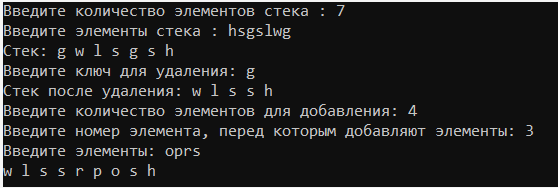 Введите количество элементов стека : 7
Введите элементы стека : hsgslwg
Стек: g w l s g s h
Введите ключ для удаления: g
Стек после удаления: w l s s h
Введите количество элементов для добавления: 4
Введите номер элемента, перед которым добавляют элементы: 3
Введите элементы: oprs
w l s s r p o s h